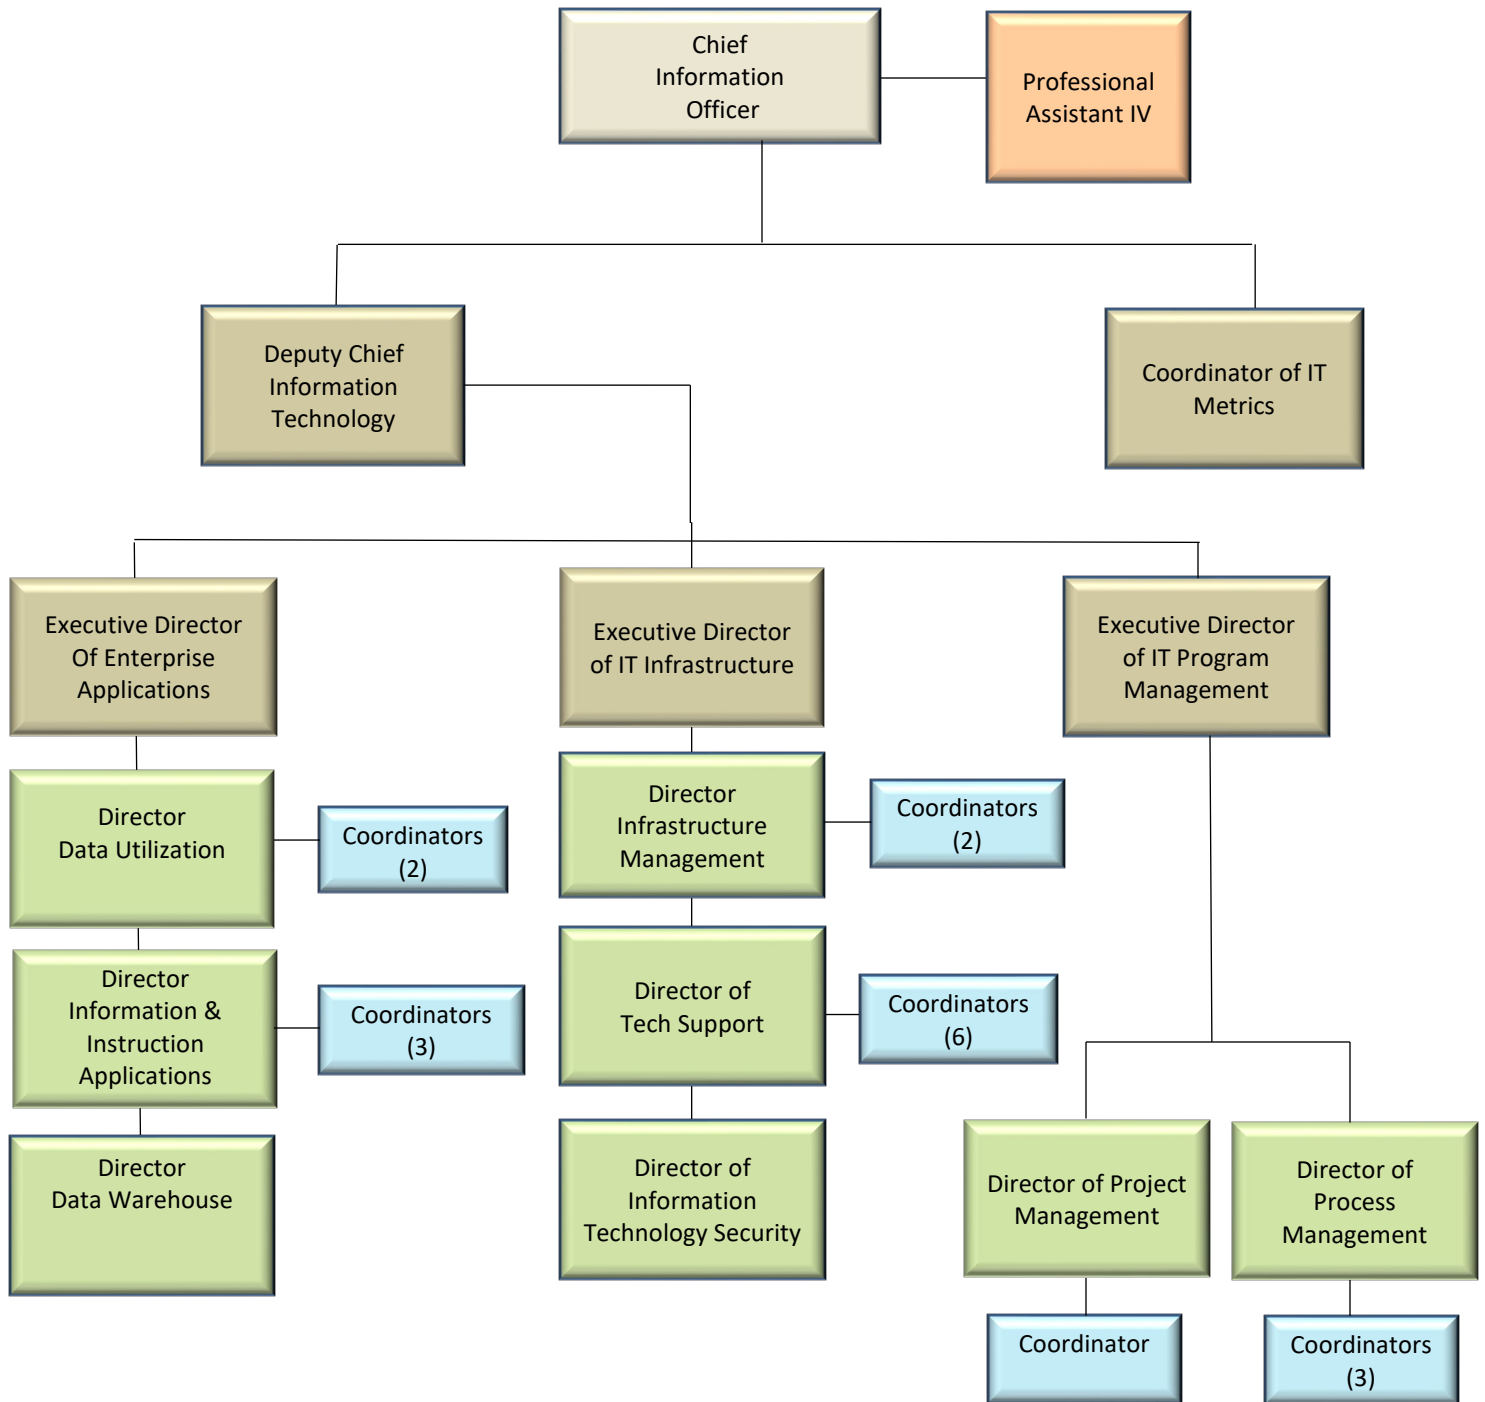 Chief
Information
Officer
Professional
Assistant IV
Deputy Chief
Information
Technology
Coordinator of IT
Metrics
Executive Director
Of Enterprise
Applications
Executive Director
of IT Infrastructure
Executive Director
of IT Program
Management
Director
Data Utilization
Coordinators
(2)
Director
Infrastructure
Management
Coordinators
(2)
Director
Information &
Instruction
Applications
Coordinators
(3)
Director of
Tech Support
Coordinators
(6)
Director
Data Warehouse
Director of
Information
Technology Security
Director of Project
Management
Director of
Process
Management
Coordinator
Coordinators
(3)